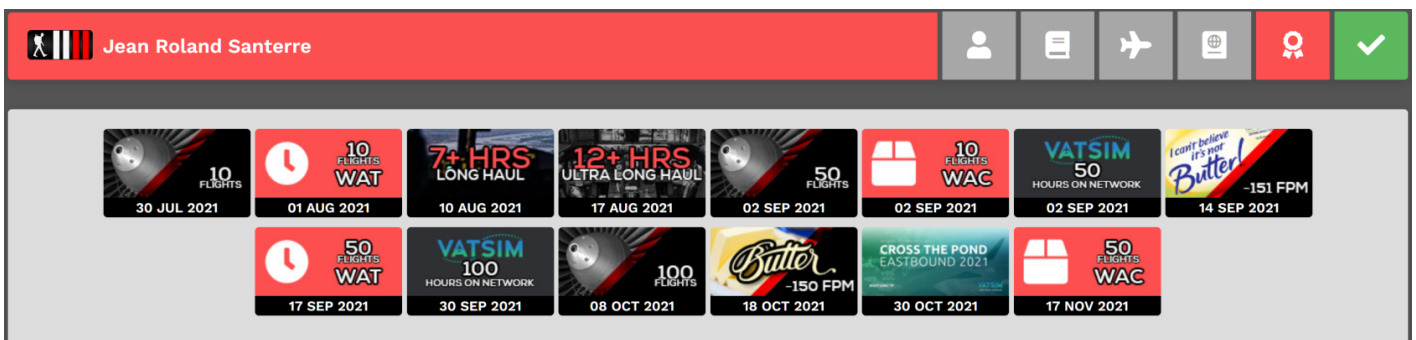 Jean Roland Santerre
10
FLIGHTS
30 JUL 2021
10
FLIGHTS
WAT
01 AUG 2021
7+ HRS
LONG HAUL
10 AUG 2021
12+ HRS
ULTRA LONG HAUL
17 AUG 2021
50
FLIGHTS
02 SEP 2021
10
FLIGHTS
WAC
02 SEP 2021
VATSIM
50
HOURS ON NETWORK
02 SEP 2021
I can't believe
it's not
Butter!
-151 FPM
14 SEP 2021
50
FLIGHTS
WAT
17 SEP 2021
VATSIM
100
HOURS ON NETWORK
30 SEP 2021
100
FLIGHTS
08 OCT 2021
Butter
-150 FPM
18 OCT 2021
CROSS THE POND
EASTBOUND 2021
VATSIM
30 OCT 2021
50
FLIGHTS
WAC
17 NOV 2021